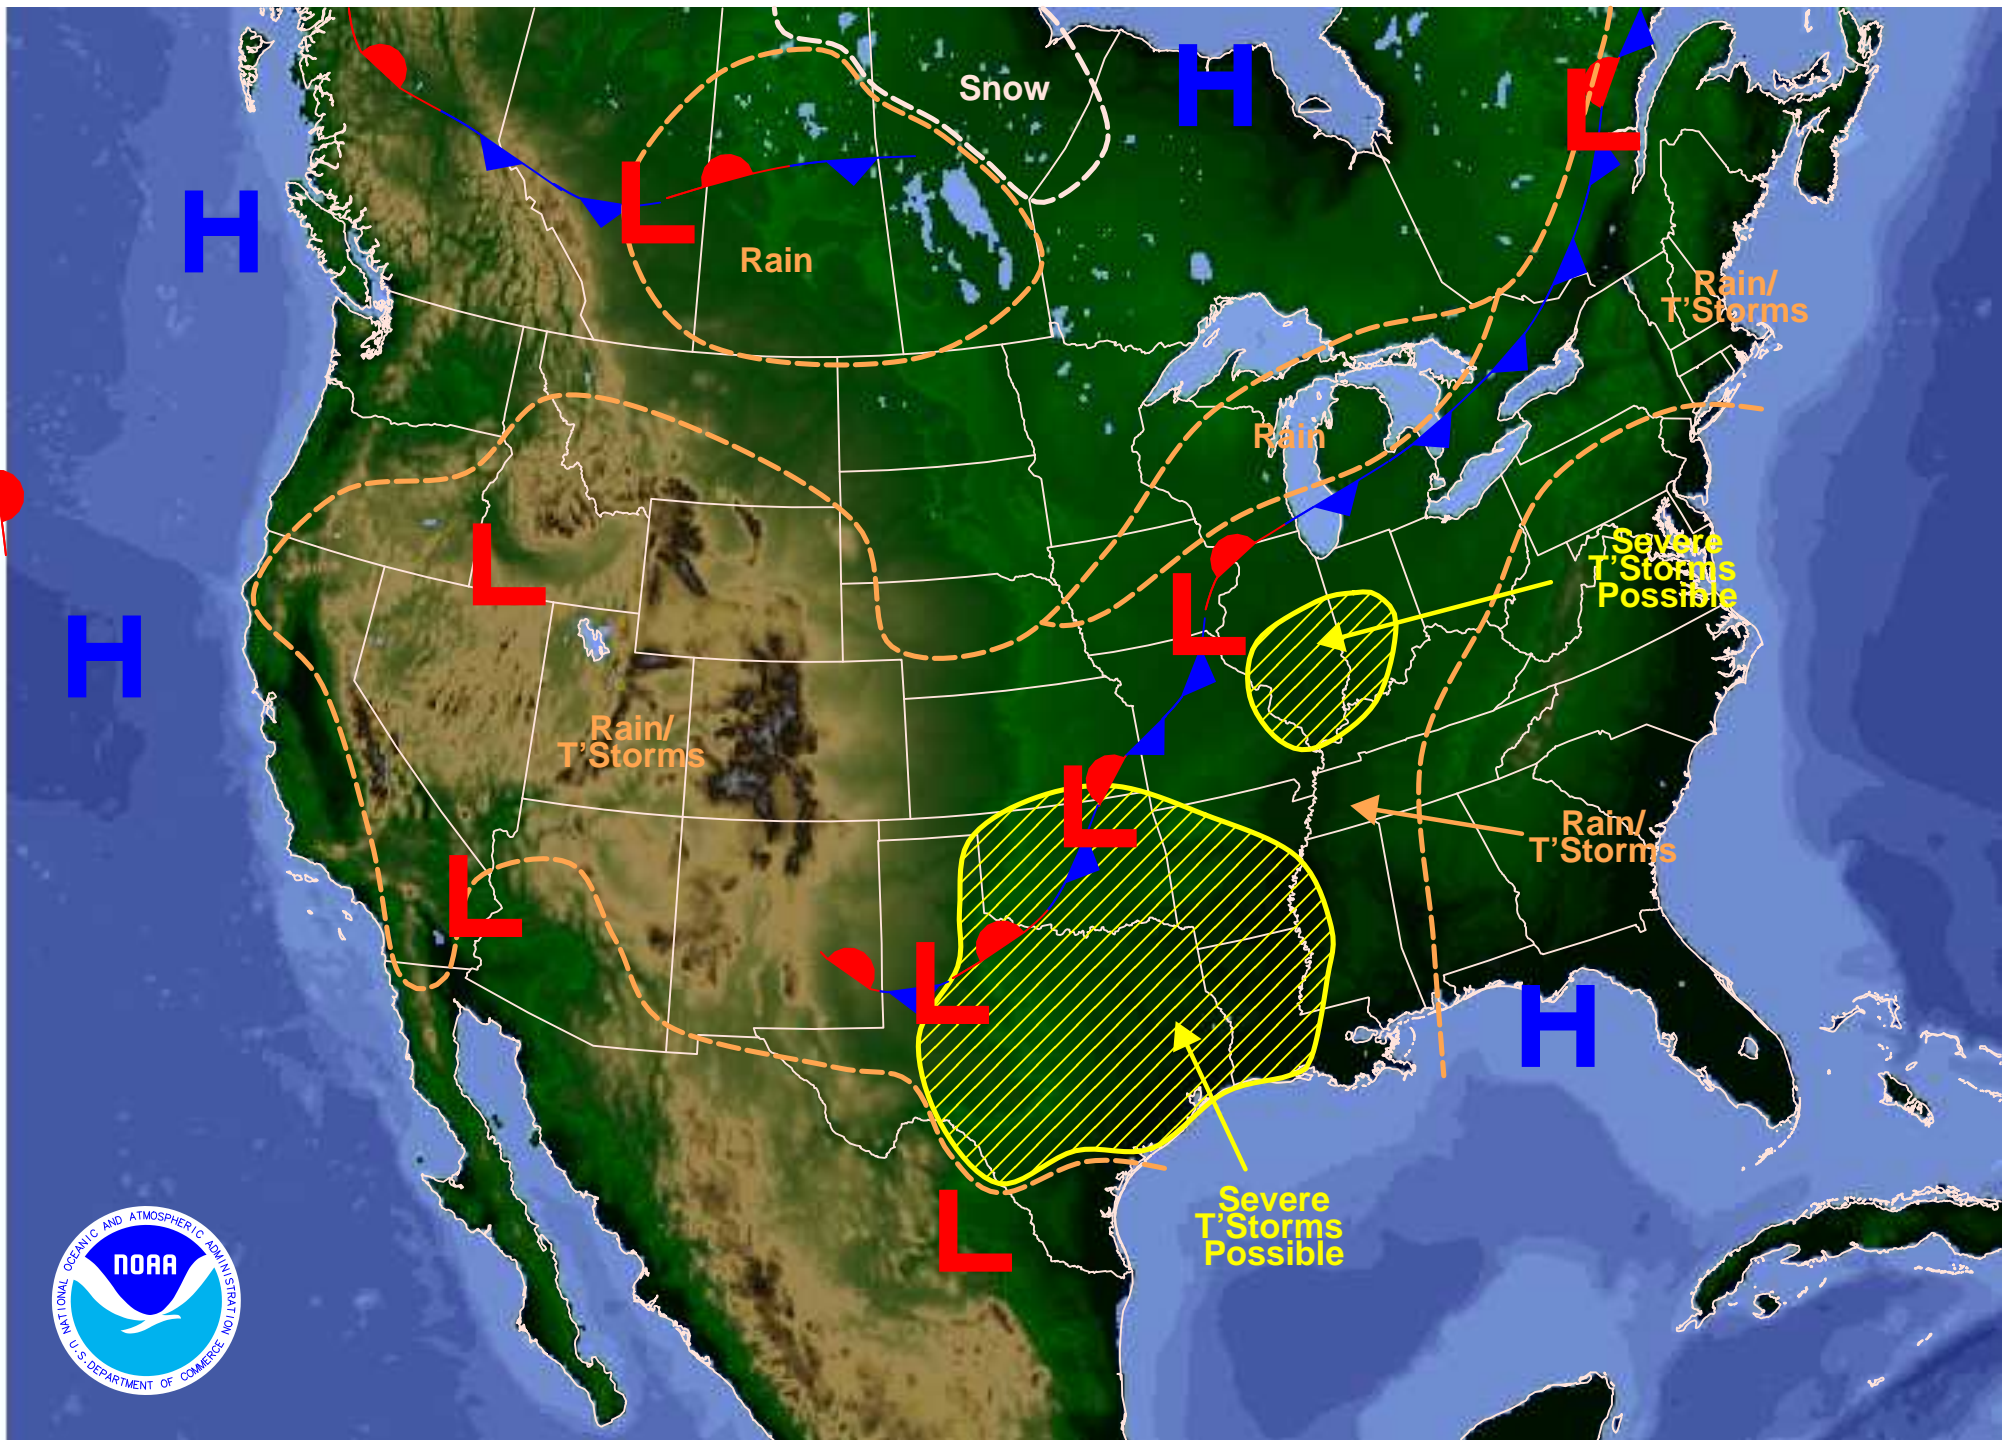 Snow
H
L
H
L
Rain
Rain/
T'Storms
Rain
L
Severe
T'Storms
Possible
H
L
Rain/
T'Storms
L
Rain/
T'Storms
L
L
H
Severe
T'Storms
Possible
L
NATIONAL OCEANIC AND ATMOSPHERIC ADMINISTRATION
NOAA
U.S. DEPARTMENT OF COMMERCE